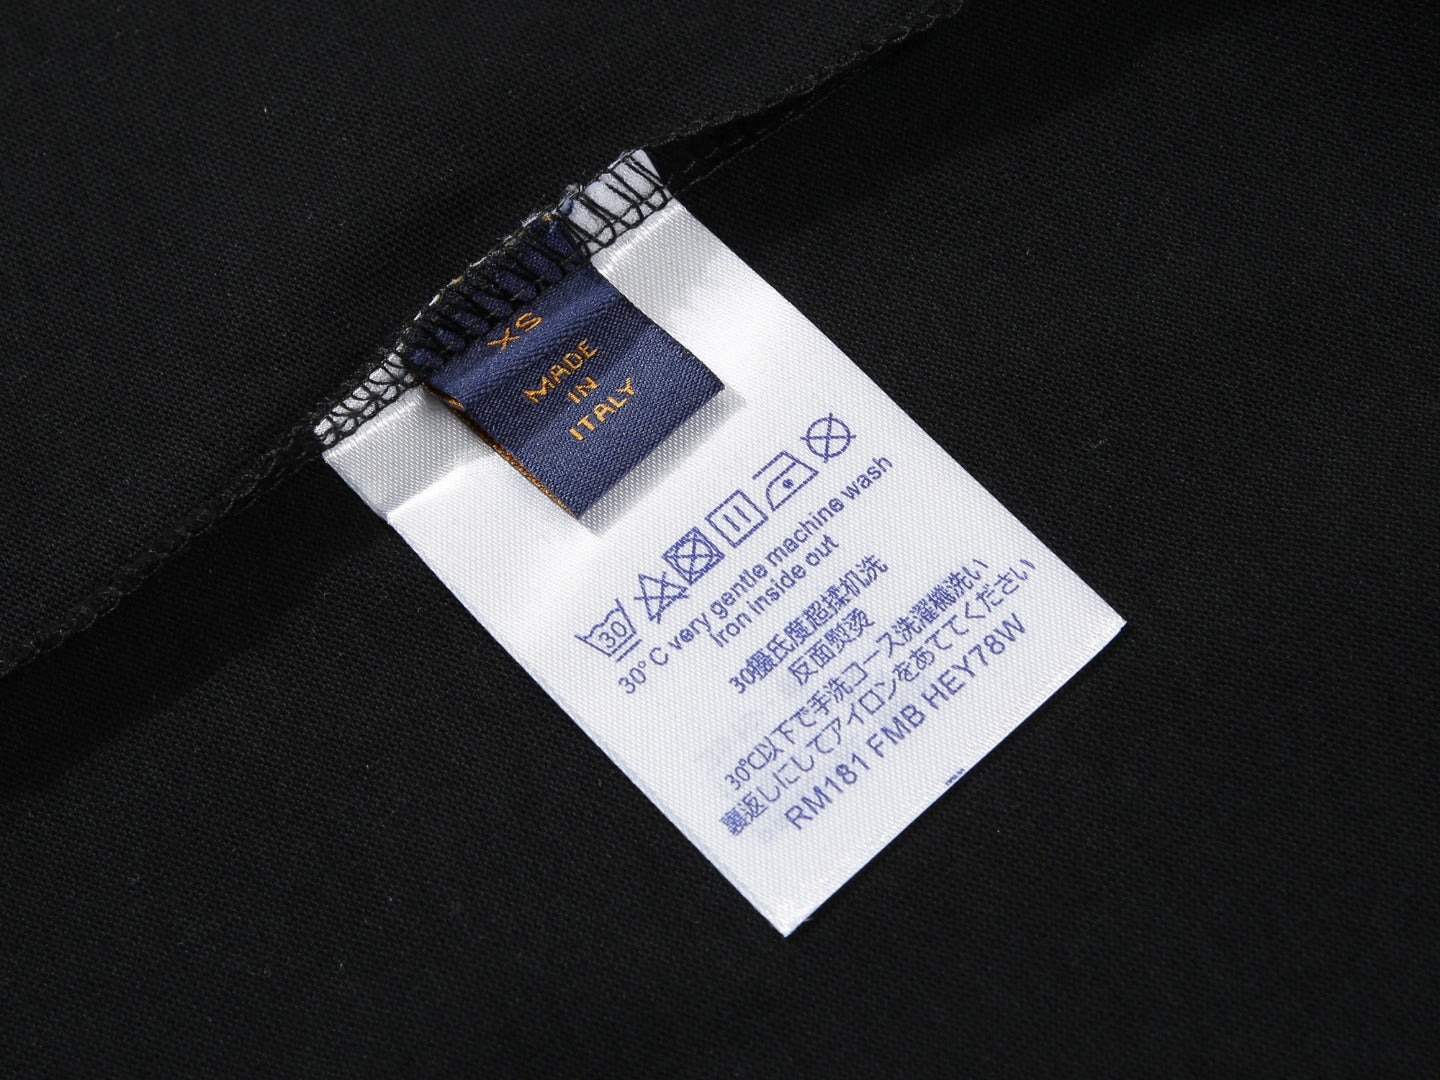 XS
MADE
IN
ITALY
30
30°C very gentle machine wash
Iron inside out
30摄氏度超揉机洗
反面熨烫
30℃以下で手洗コース洗濯機洗い
裏返しにしてアイロンをあててください
RM181 FMB HEY78W